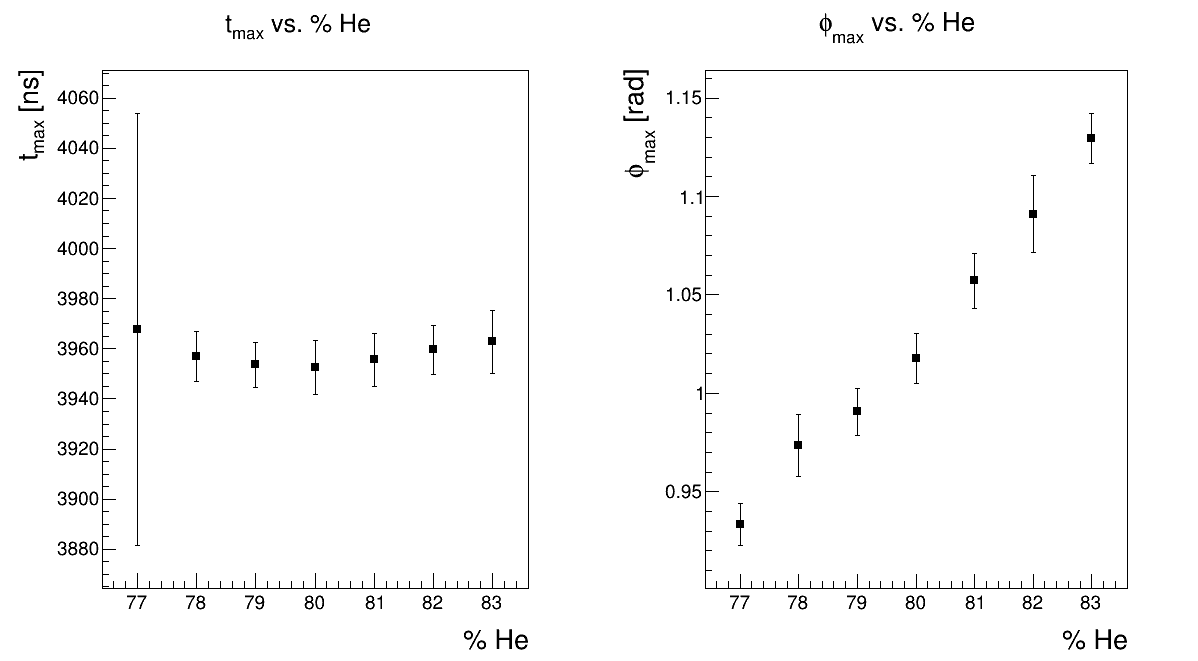 t_max vs. % He
t_max [ns]
4060
4040
4020
4000
3980
3960
3940
3920
3900
3880
77 78 79 80 81 82 83
% He
ϕ_max vs. % He
ϕ_max [rad]
1.15
1.1
1.05
1
0.95
77 78 79 80 81 82 83
% He